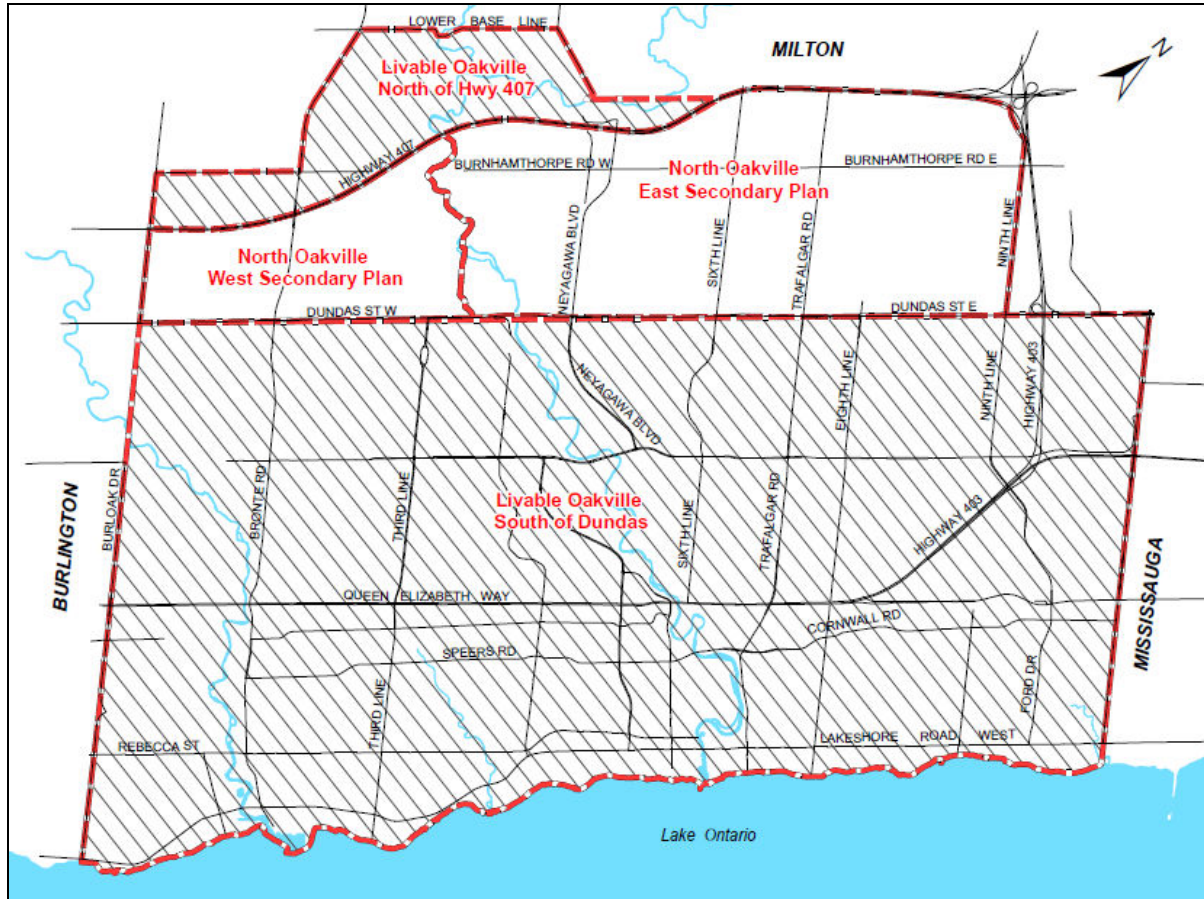 LOWER BASE LINE
MILTON
N
Livable Oakville
North of Hwy 407
HIGHWAY 407
BURNHAMTHORPE RD W
North Oakville
East Secondary Plan
BURNHAMTHORPE RD E
North Oakville
West Secondary Plan
NEYAGAWA BLVD
SIXTH LINE
TRAFALGAR RD
NINTH LINE
DUNDAS ST W
DUNDAS ST E
NEYAGAWA BLVD
EIGHTH LINE
NINTH LINE
HIGHWAY 403
BURLINGTON
BURLOAK DR
BRONTE RD
THIRD LINE
Livable Oakville
South of Dundas
SIXTH LINE
TRAFALGAR RD
HIGHWAY 403
MISSISSAUGA
QUEEN ELIZABETH WAY
CORNWALL RD
SPEERS RD
FORD DR
THIRD LINE
REBECCA ST
LAKESHORE ROAD WEST
Lake Ontario